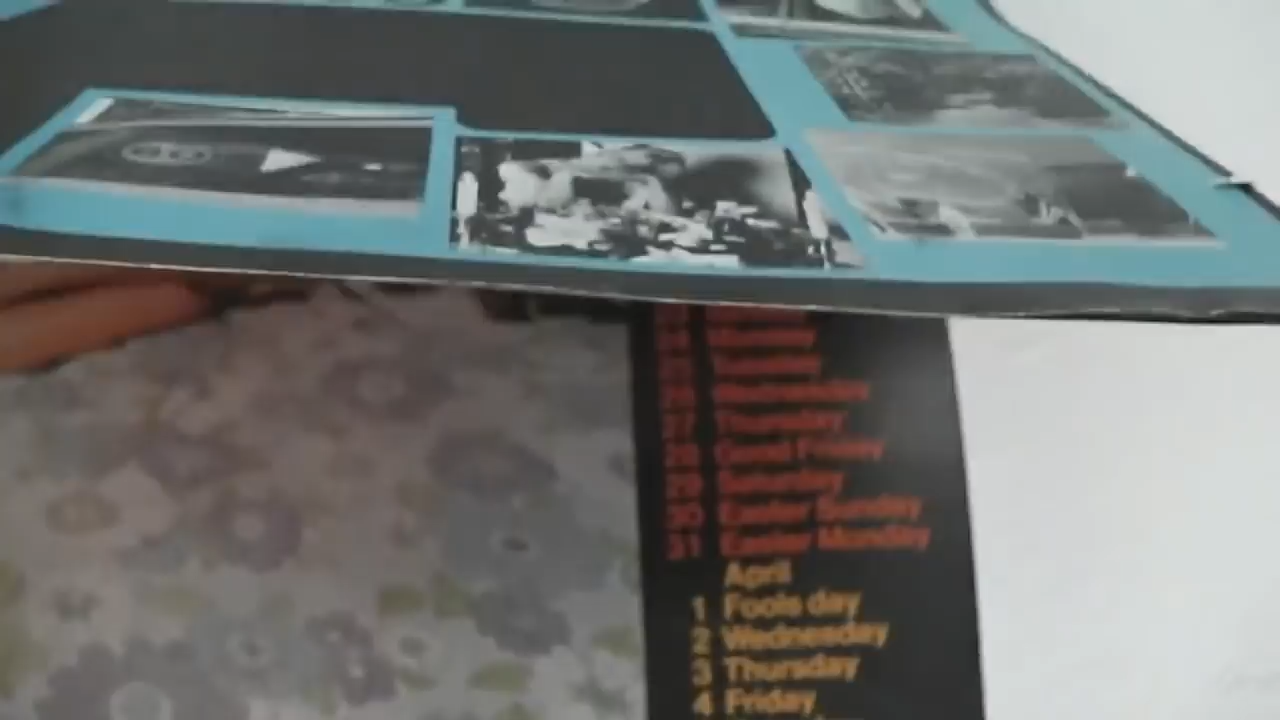 24 Monday
25 Tuesday
26 Wednesday
27 Thursday
28 Good Friday
29 Saturday
30 Easter Sunday
31 Easter Monday
April
1 Fools day
2 Wednesday
3 Thursday
4 Friday